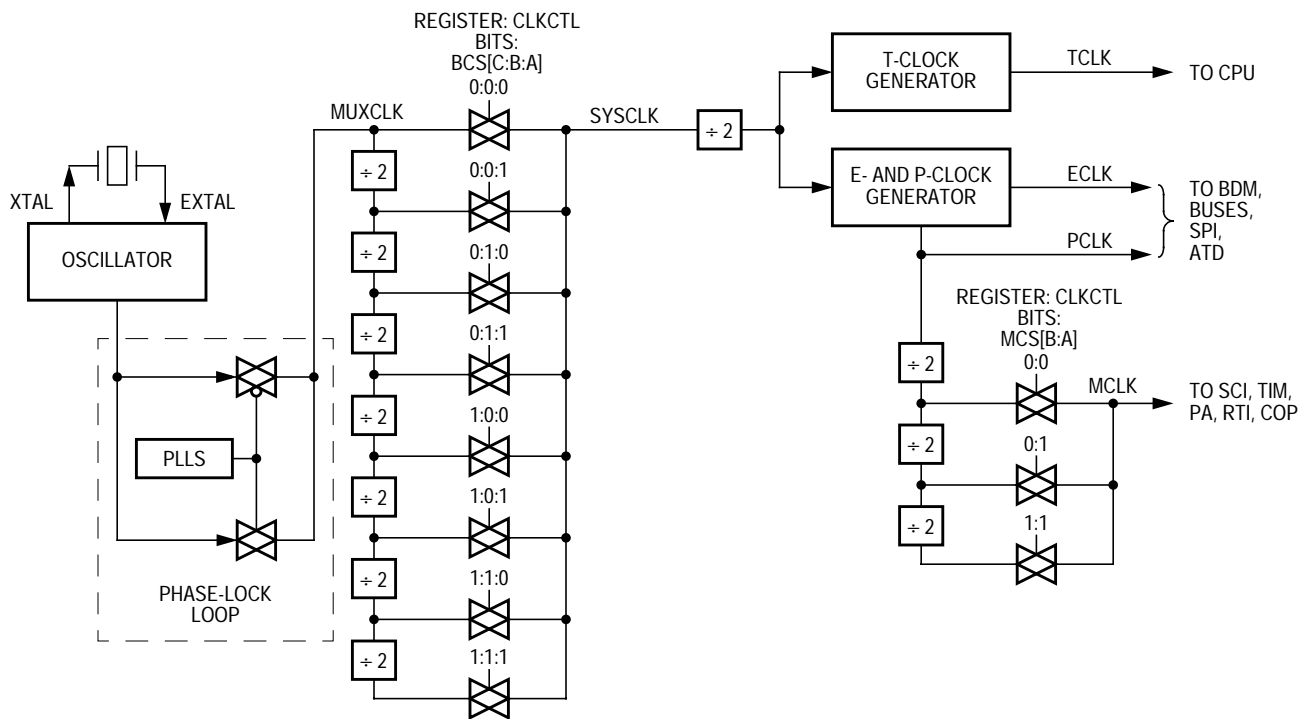 REGISTER: CLKCTL
BITS:
BCS[C:B:A]
0:0:0
MUXCLK
SYSCLK
÷ 2
T-CLOCK
GENERATOR
TCLK
TO CPU
÷ 2
0:0:1
E- AND P-CLOCK
GENERATOR
ECLK
TO BDM,
BUSES,
SPI,
ATD
PCLK
XTAL
EXTAL
OSCILLATOR
÷ 2
0:1:0
÷ 2
0:1:1
REGISTER: CLKCTL
BITS:
MCS[B:A]
÷ 2
0:0
MCLK
TO SCI, TIM,
PA, RTI, COP
÷ 2
1:0:0
÷ 2
0:1
PLLS
÷ 2
1:0:1
÷ 2
1:1
PHASE-LOCK
LOOP
÷ 2
1:1:0
÷ 2
1:1:1